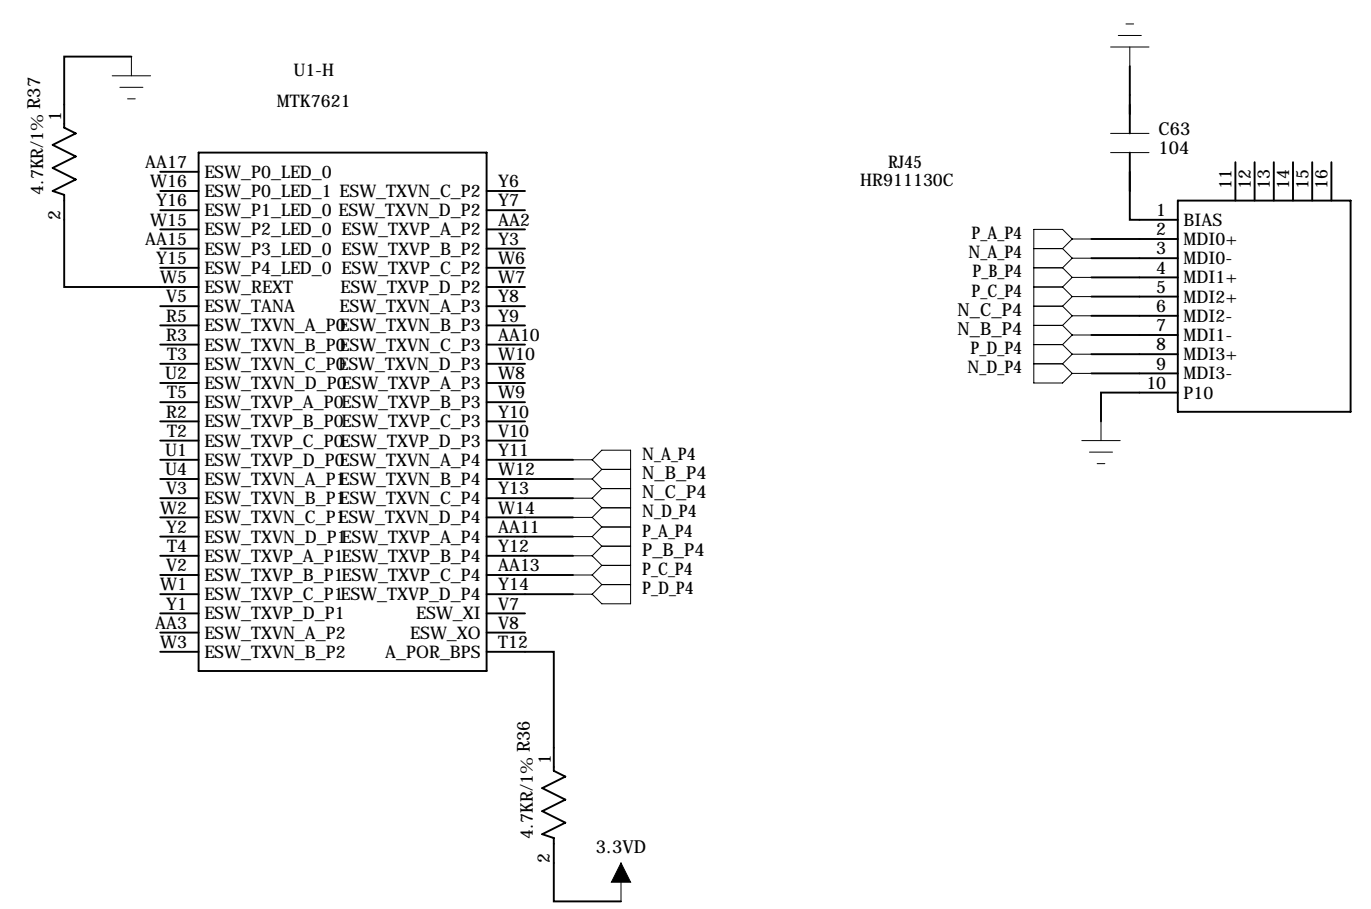 U1-H
MTK7621
4.7KR/1% R37
1
2
AA17 ESW_P0_LED_0
W16 ESW_P0_LED_1
Y16 ESW_P1_LED_0
W15 ESW_P2_LED_0
AA15 ESW_P3_LED_0
Y15 ESW_P4_LED_0
W5 ESW_REXT
V5 ESW_TANA
R5 ESW_TXVN_A_P0
R3 ESW_TXVN_B_P0
T3 ESW_TXVN_C_P0
U2 ESW_TXVN_D_P0
T5 ESW_TXVP_A_P0
R2 ESW_TXVP_B_P0
T2 ESW_TXVP_C_P0
U1 ESW_TXVP_D_P0
U4 ESW_TXVN_A_P1
V3 ESW_TXVN_B_P1
W2 ESW_TXVN_C_P1
Y2 ESW_TXVN_D_P1
T4 ESW_TXVP_A_P1
V2 ESW_TXVP_B_P1
W1 ESW_TXVP_C_P1
Y1 ESW_TXVP_D_P1
AA3 ESW_TXVN_A_P2
W3 ESW_TXVN_B_P2
ESW_TXVN_C_P2 Y6
ESW_TXVN_D_P2 Y7
ESW_TXVP_A_P2 AA2
ESW_TXVP_B_P2 Y3
ESW_TXVP_C_P2 W6
ESW_TXVP_D_P2 W7
ESW_TXVN_A_P3 Y8
ESW_TXVN_B_P3 Y9
ESW_TXVN_C_P3 AA10
ESW_TXVN_D_P3 W10
ESW_TXVP_A_P3 W8
ESW_TXVP_B_P3 W9
ESW_TXVP_C_P3 Y10
ESW_TXVP_D_P3 V10
ESW_TXVN_A_P4 Y11 N_A_P4
ESW_TXVN_B_P4 W12 N_B_P4
ESW_TXVN_C_P4 Y13 N_C_P4
ESW_TXVN_D_P4 W14 N_D_P4
ESW_TXVP_A_P4 AA11 P_A_P4
ESW_TXVP_B_P4 Y12 P_B_P4
ESW_TXVP_C_P4 AA13 P_C_P4
ESW_TXVP_D_P4 Y14 P_D_P4
ESW_XI V7
ESW_XO V8
A_POR_BPS T12
4.7KR/1% R36
1
2
3.3VD
C63
104
RJ45
HR911130C
11 12 13 14 15 16
1 BIAS
P_A_P4 2 MDI0+
N_A_P4 3 MDI0-
P_B_P4 4 MDI1+
P_C_P4 5 MDI2+
N_C_P4 6 MDI2-
N_B_P4 7 MDI1-
P_D_P4 8 MDI3+
N_D_P4 9 MDI3-
10 P10